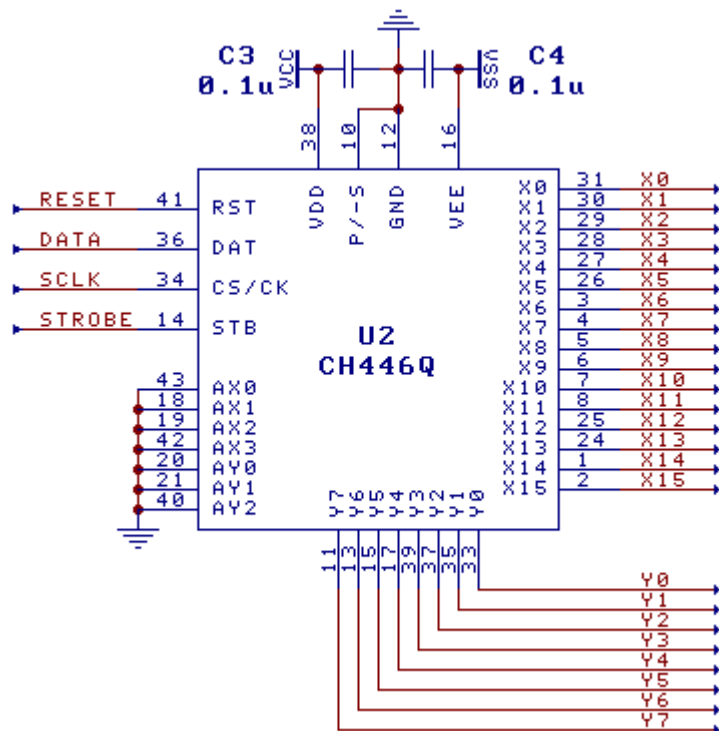 C3
0.1u
VCC
VSS
C4
0.1u
38
10
12
16
VDD
P/-S
GND
VEE
RESET 41 RST
DATA 36 DAT
SCLK 34 CS/CK
STROBE 14 STB
U2
CH446Q
43 AX0
18 AX1
19 AX2
42 AX3
20 AY0
21 AY1
40 AY2
X0 31 X0
X1 30 X1
X2 29 X2
X3 28 X3
X4 27 X4
X5 26 X5
X6 3 X6
X7 4 X7
X8 5 X8
X9 6 X9
X10 7 X10
X11 8 X11
X12 25 X12
X13 24 X13
X14 1 X14
X15 2 X15
Y7
Y6
Y5
Y4
Y3
Y2
Y1
Y0
11
13
15
17
39
37
35
33
Y0
Y1
Y2
Y3
Y4
Y5
Y6
Y7